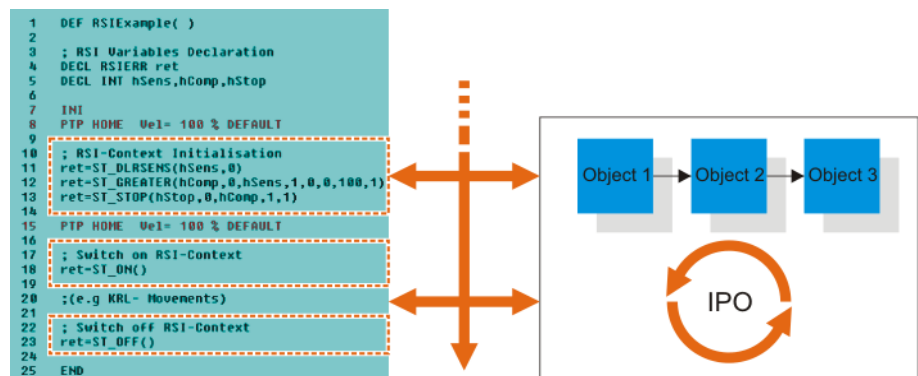 1 DEF RSIExample( )
2
3 ; RSI Variables Declaration
4 DECL RSIERR ret
5 DECL INT hSens,hComp,hStop
6
7 INI
8 PTP HOME Vel= 100 % DEFAULT
9
10 ; RSI-Context Initialisation
11 ret=ST_DLRSENS(hSens,0)
12 ret=ST_GREATER(hComp,0,hSens,1,0,0,100,1)
13 ret=ST_STOP(hStop,0,hComp,1,1)
14
15 PTP HOME Vel= 100 % DEFAULT
16
17 ; Switch on RSI-Context
18 ret=ST_ON()
19
20 ;(e.g KRL- Movements)
21
22 ; Switch off RSI-Context
23 ret=ST_OFF()
24
25 END
Object 1 Object 2 Object 3
IPO